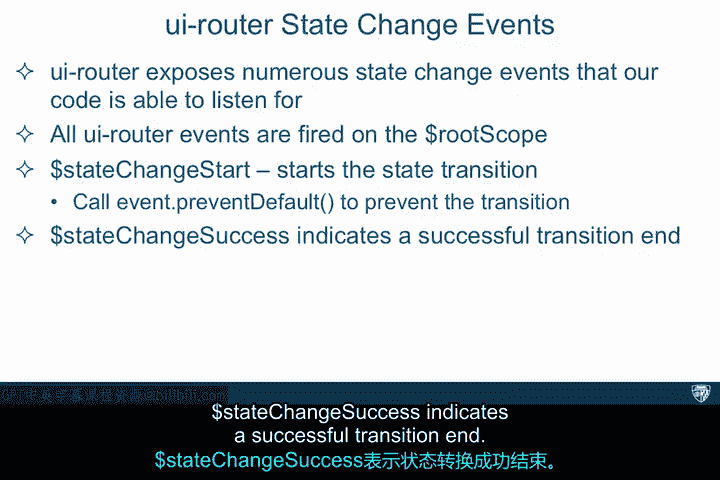 ui-router State Change Events
✧ ui-router exposes numerous state change events that our
code is able to listen for
✧ All ui-router events are fired on the $rootScope
✧ $stateChangeStart – starts the state transition
• Call event.preventDefault() to prevent the transition
✧ $stateChangeSuccess indicates a successful transition end
$stateChangeSuccess indicates
a successful transition end.
$stateChangeSuccess表示状态转换成功结束。